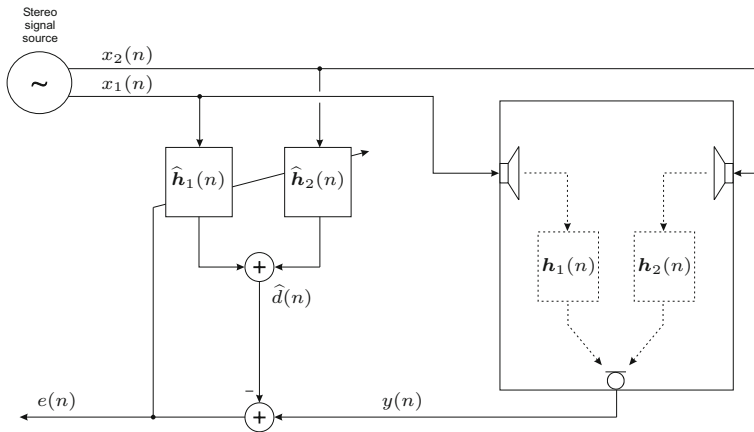 Stereo
signal
source
~
x₂(n)
x₁(n)
ĥ₁(n)
ĥ₂(n)
h₁(n)
h₂(n)
+
d̂(n)
−
+
e(n)
y(n)